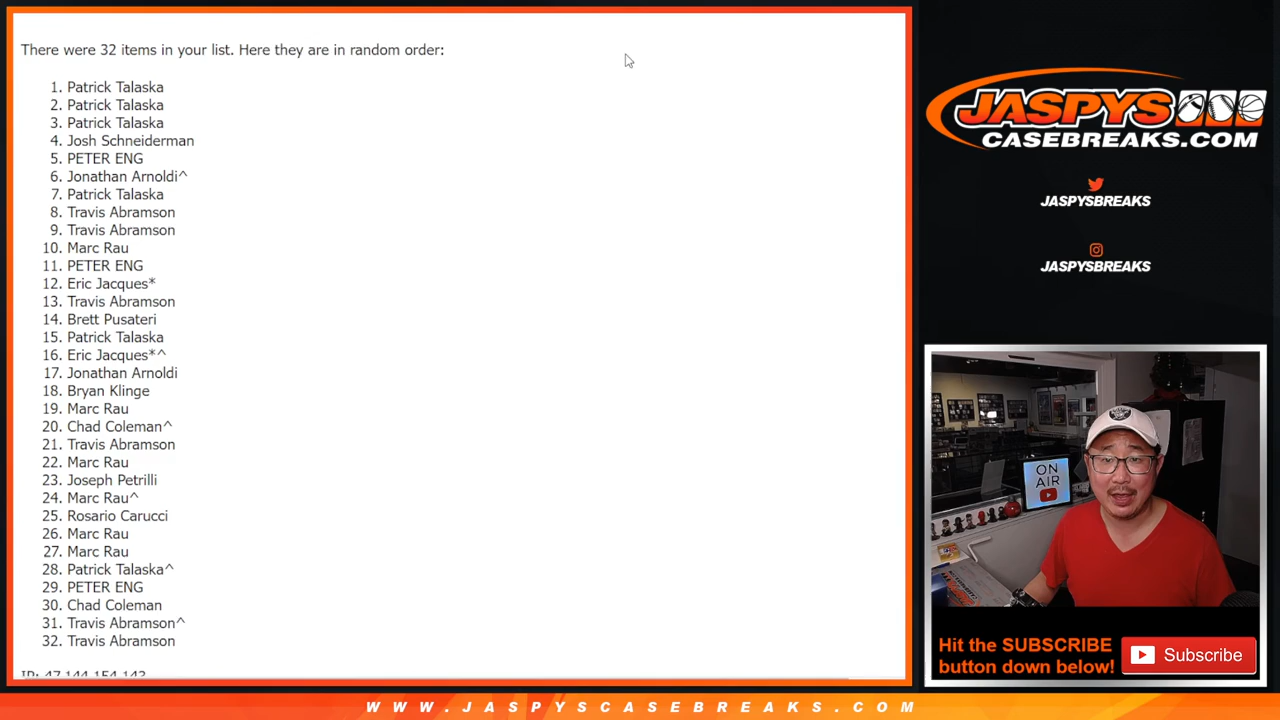 There were 32 items in your list. Here they are in random order:
1. Patrick Talaska
2. Patrick Talaska
3. Patrick Talaska
4. Josh Schneiderman
5. PETER ENG
6. Jonathan Arnoldi^
7. Patrick Talaska
8. Travis Abramson
9. Travis Abramson
10. Marc Rau
11. PETER ENG
12. Eric Jacques*
13. Travis Abramson
14. Brett Pusateri
15. Patrick Talaska
16. Eric Jacques*^
17. Jonathan Arnoldi
18. Bryan Klinge
19. Marc Rau
20. Chad Coleman^
21. Travis Abramson
22. Marc Rau
23. Joseph Petrilli
24. Marc Rau^
25. Rosario Carucci
26. Marc Rau
27. Marc Rau
28. Patrick Talaska^
29. PETER ENG
30. Chad Coleman
31. Travis Abramson^
32. Travis Abramson
IP: 47.144.154.143
JASPYS
CASEBREAKS.COM
JASPYSBREAKS
JASPYSBREAKS
ON
AIR
Hit the SUBSCRIBE
button down below!
Subscribe
WWW.JASPYSCASEBREAKS.COM